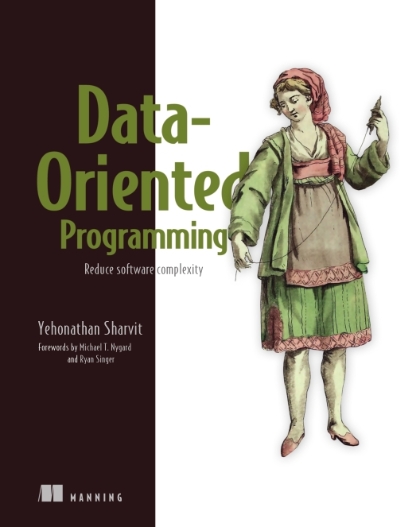 Data-
Oriented
Programming
Reduce software complexity
Yehonathan Sharvit
Forewords by Michael T. Nygard
and Ryan Singer
MANNING